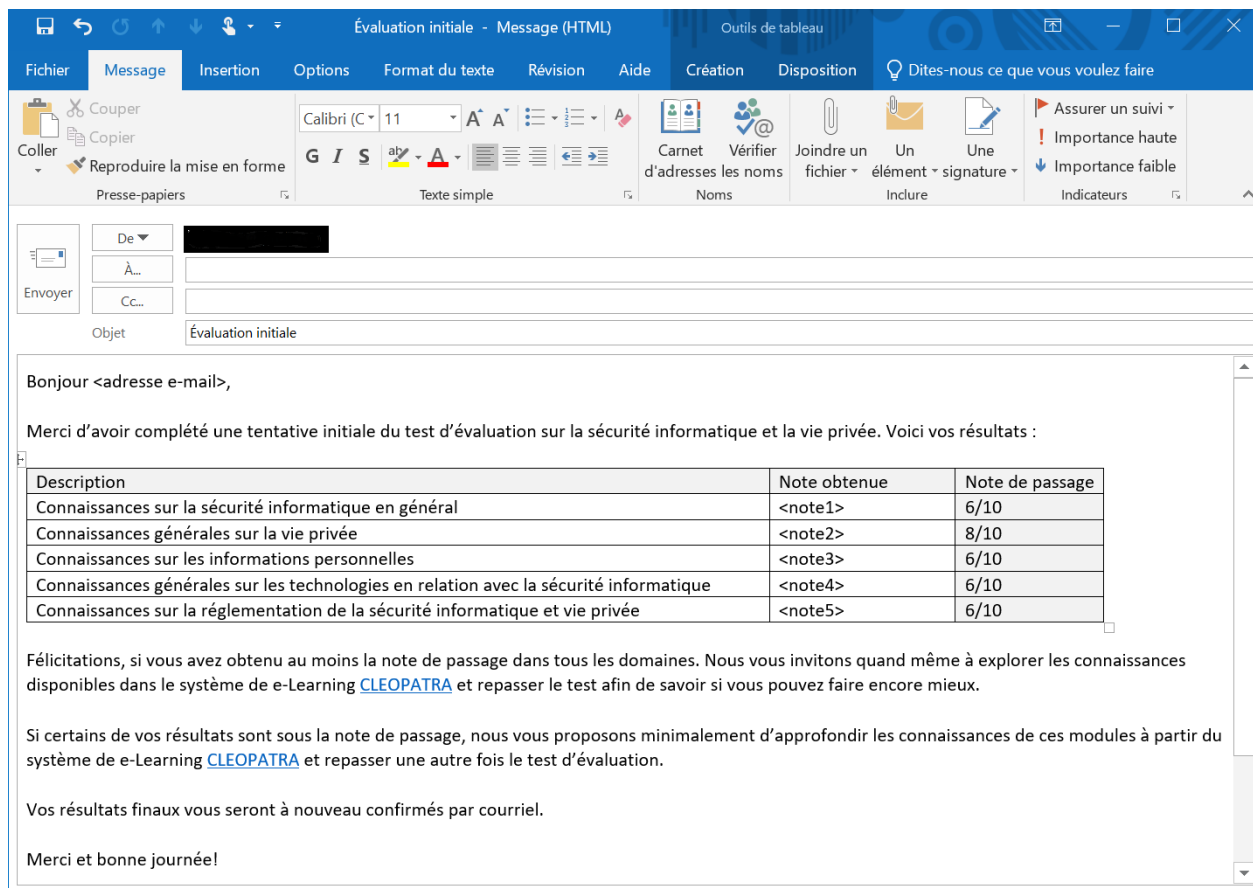 Évaluation initiale - Message (HTML) Outils de tableau
Fichier Message Insertion Options Format du texte Révision Aide Création Disposition Dites-nous ce que vous voulez faire
Coller
Couper
Copier
Reproduire la mise en forme
Presse-papiers
Calibri (C 11
G I S
Texte simple
Carnet d'adresses
Vérifier les noms
Noms
Joindre un fichier
Un élément
Une signature
Inclure
Assurer un suivi
Importance haute
Importance faible
Indicateurs
Envoyer
De
À...
Cc...
Objet Évaluation initiale
Bonjour <adresse e-mail>,
Merci d’avoir complété une tentative initiale du test d’évaluation sur la sécurité informatique et la vie privée. Voici vos résultats :
Description Note obtenue Note de passage
Connaissances sur la sécurité informatique en général <note1> 6/10
Connaissances générales sur la vie privée <note2> 8/10
Connaissances sur les informations personnelles <note3> 6/10
Connaissances générales sur les technologies en relation avec la sécurité informatique <note4> 6/10
Connaissances sur la réglementation de la sécurité informatique et vie privée <note5> 6/10
Félicitations, si vous avez obtenu au moins la note de passage dans tous les domaines. Nous vous invitons quand même à explorer les connaissances
disponibles dans le système de e-Learning CLEOPATRA et repasser le test afin de savoir si vous pouvez faire encore mieux.
Si certains de vos résultats sont sous la note de passage, nous vous proposons minimalement d’approfondir les connaissances de ces modules à partir du
système de e-Learning CLEOPATRA et repasser une autre fois le test d’évaluation.
Vos résultats finaux vous seront à nouveau confirmés par courriel.
Merci et bonne journée!